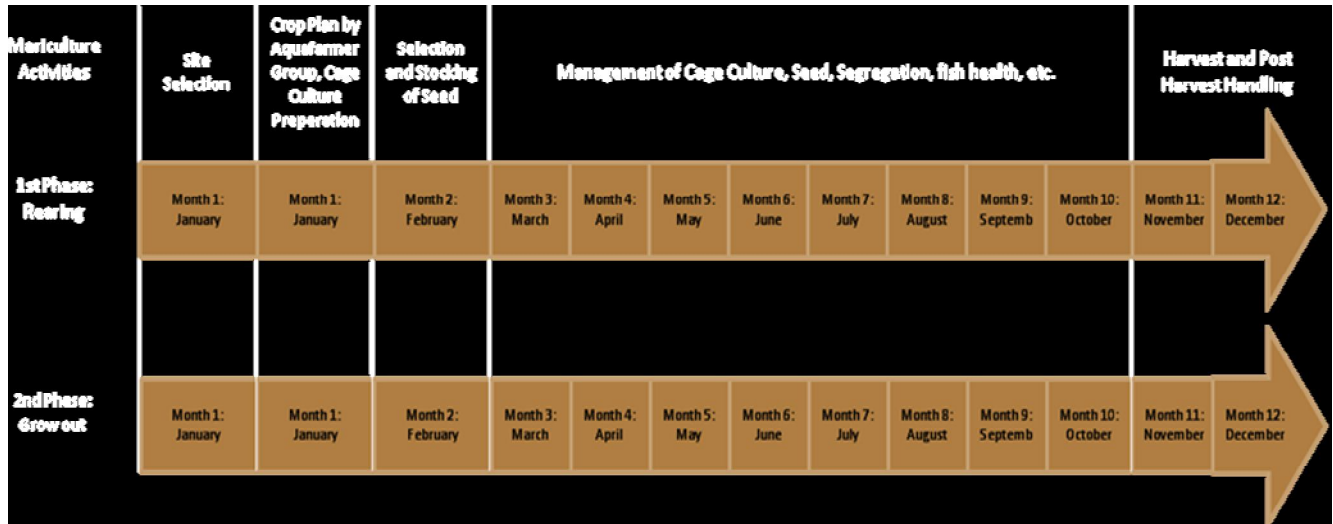 Mariculture
Activities
Site
Selection
Crop Plan by
Aquafarmer
Group, Cage
Culture
Preperation
Selection
and Stocking
of Seed
Management of Cage Culture, Seed, Segregation, fish health, etc.
Harvest and Post
Harvest Handling
1st Phase:
Rearing
Month 1:
January
Month 1:
January
Month 2:
February
Month 3:
March
Month 4:
April
Month 5:
May
Month 6:
June
Month 7:
July
Month 8:
August
Month 9:
Septemb
Month 10:
October
Month 11:
November
Month 12:
December
2nd Phase:
Grow out
Month 1:
January
Month 1:
January
Month 2:
February
Month 3:
March
Month 4:
April
Month 5:
May
Month 6:
June
Month 7:
July
Month 8:
August
Month 9:
Septemb
Month 10:
October
Month 11:
November
Month 12:
December